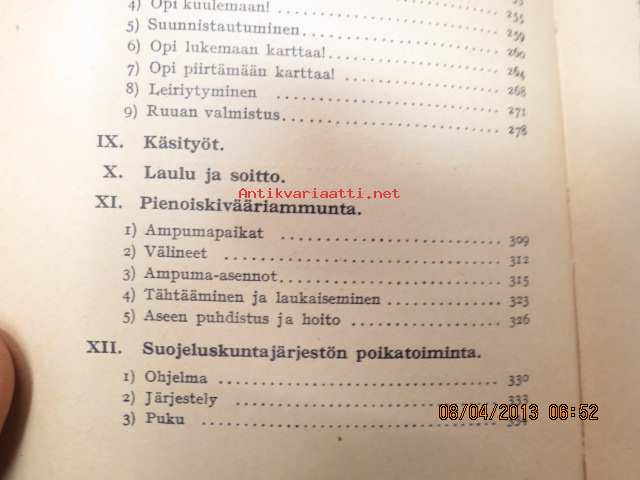 4) Opi kuulemaan! 255
5) Suunnistautuminen 259
6) Opi lukemaan karttaa! 260
7) Opi piirtämään karttaa! 264
8) Leiriytyminen 268
9) Ruuan valmistus 271
278
IX. Käsityöt.
X. Laulu ja soitto.
Antikvariaatti.net
XI. Pienoiskivääriammunta.
1) Ampumapaikat 309
2) Välineet 312
3) Ampuma-asennot 315
4) Tähtääminen ja laukaiseminen 323
5) Aseen puhdistus ja hoito 326
XII. Suojeluskuntajärjestön poikatoiminta.
1) Ohjelma 330
2) Järjestely 333
08/04/2013 06:52
3) Puku